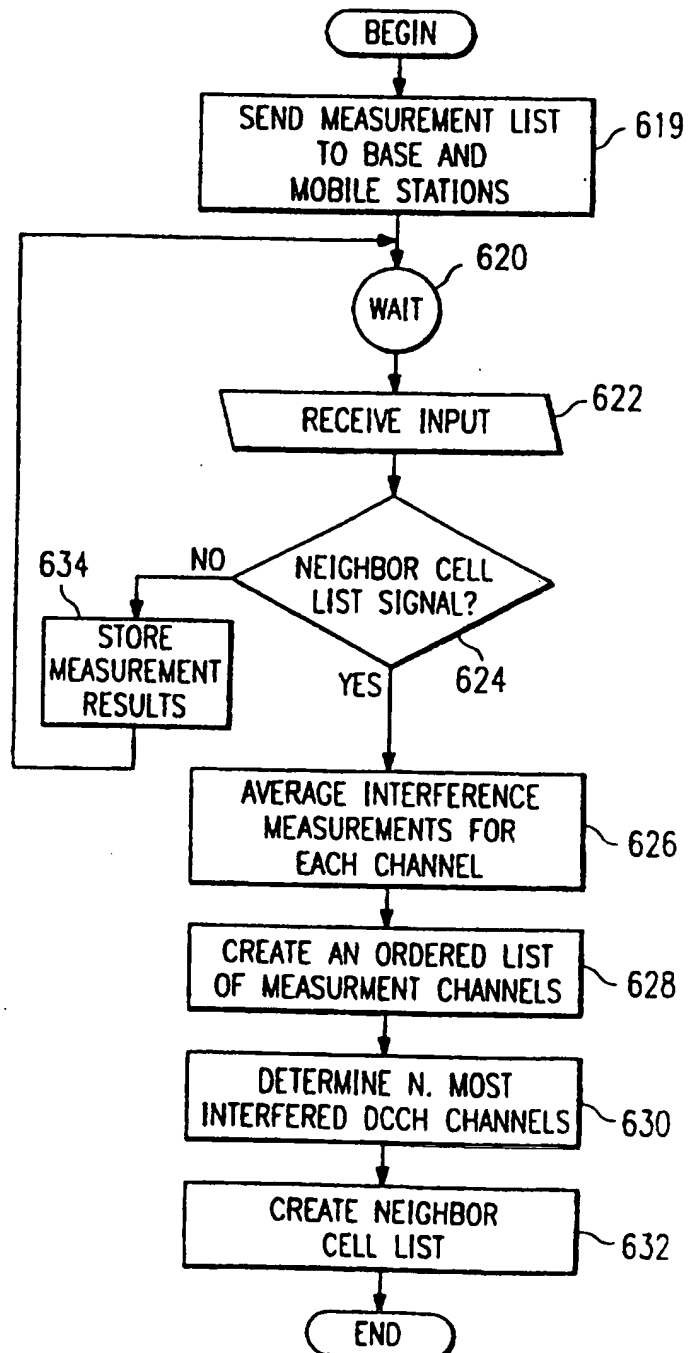 BEGIN
SEND MEASUREMENT LIST
TO BASE AND
MOBILE STATIONS
619
620
WAIT
RECEIVE INPUT
622
NEIGHBOR CELL
LIST SIGNAL?
624
NO
634
STORE
MEASUREMENT
RESULTS
YES
AVERAGE INTERFERENCE
MEASUREMENTS FOR
EACH CHANNEL
626
CREATE AN ORDERED LIST
OF MEASURMENT CHANNELS
628
DETERMINE N. MOST
INTERFERED DCCH CHANNELS
630
CREATE NEIGHBOR
CELL LIST
632
END